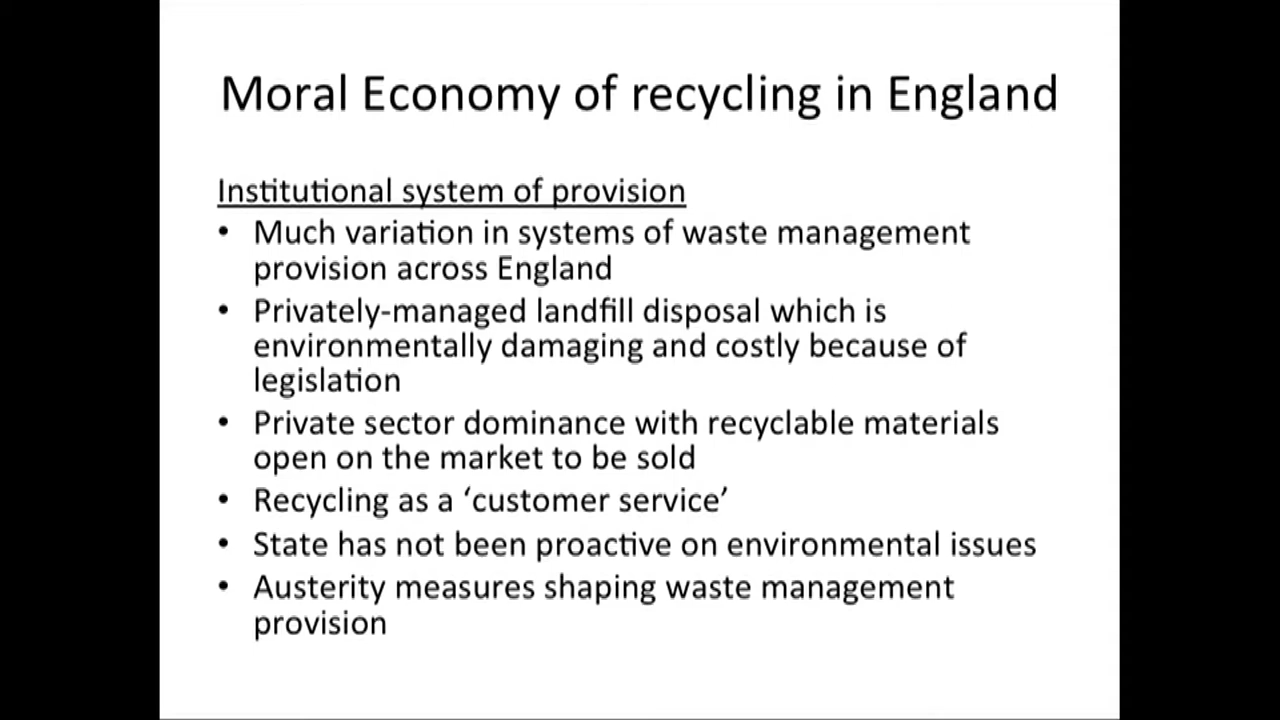 Moral Economy of recycling in England
Institutional system of provision
• Much variation in systems of waste management
provision across England
• Privately-managed landfill disposal which is
environmentally damaging and costly because of
legislation
• Private sector dominance with recyclable materials
open on the market to be sold
• Recycling as a ‘customer service’
• State has not been proactive on environmental issues
• Austerity measures shaping waste management
provision